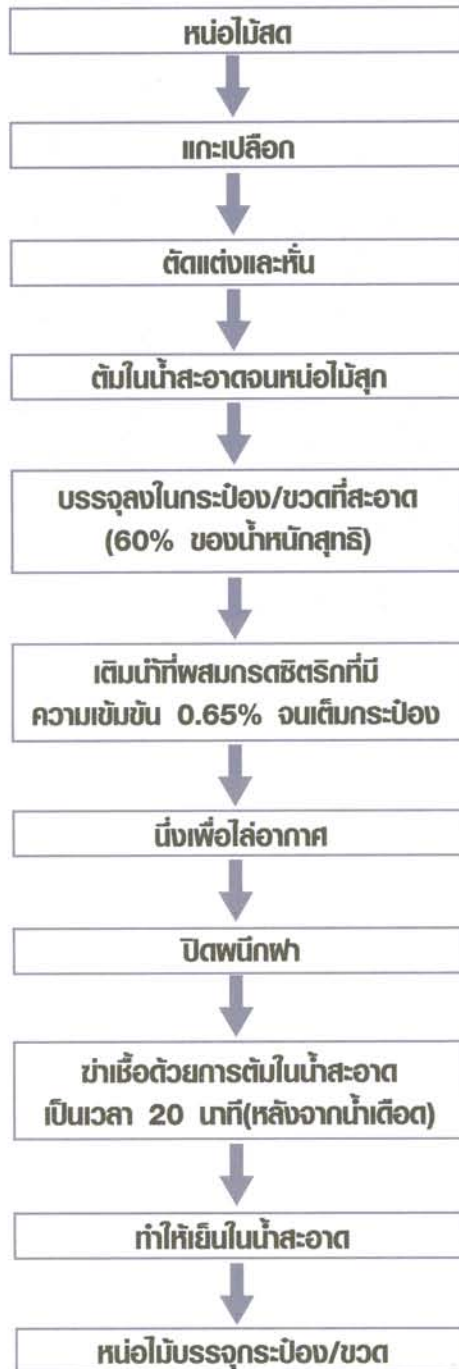 หน่อไม้สด
แกะเปลือก
ตัดแต่งและหั่น
ต้มในน้ำสะอาดจนหน่อไม้สุก
บรรจุลงในกระป๋อง/ขวดที่สะอาด
(60% ของน้ำหนักสุทธิ)
เติมน้ำที่ผสมกรดซิตริกที่มี
ความเข้มข้น 0.65% จนเต็มกระป๋อง
นึ่งเพื่อไล่อากาศ
ปิดผนึกฝา
ฆ่าเชื้อด้วยการต้มในน้ำสะอาด
เป็นเวลา 20 นาที(หลังจากน้ำเดือด)
ทำให้เย็นในน้ำสะอาด
หน่อไม้บรรจุกระป๋อง/ขวด